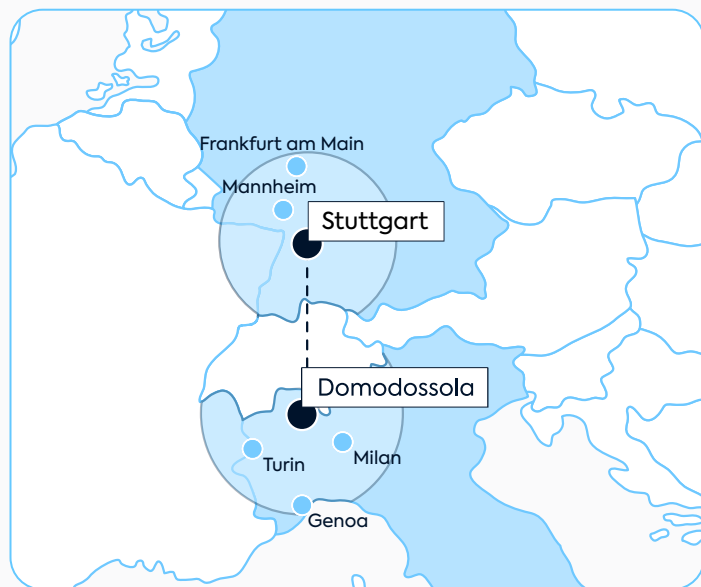 Frankfurt am Main
Mannheim
Stuttgart
Domodossola
Turin
Milan
Genoa